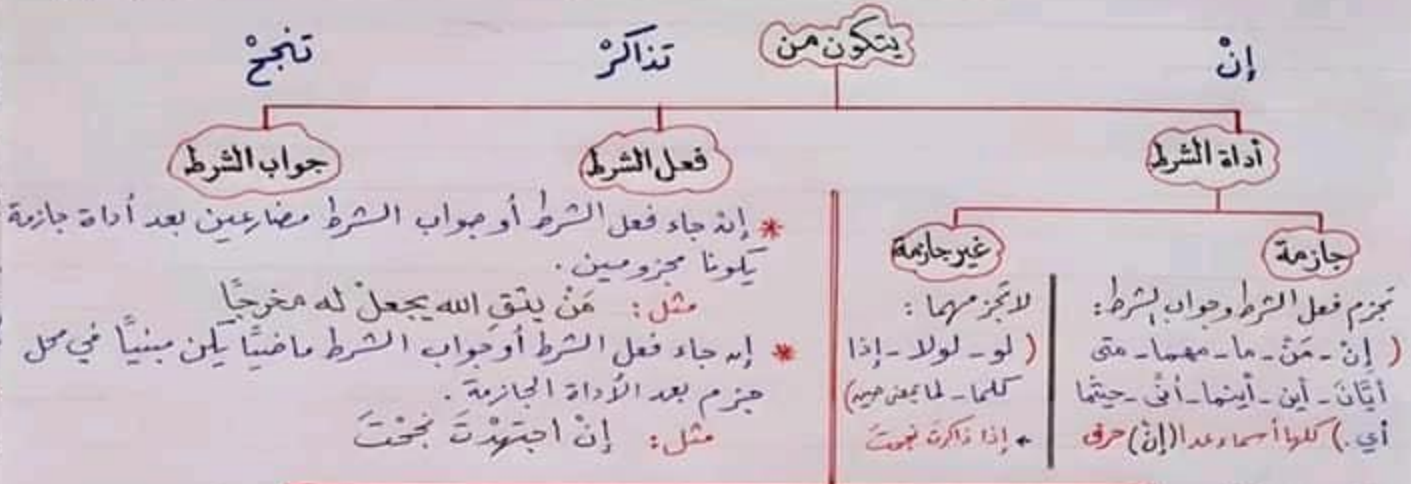 يتكون من
إنْ تذاكرْ تنجحْ
أداة الشرط فعل الشرط جواب الشرط
جازمة غير جازمة
تجزم فعل الشرط وجواب الشرط:
( إنْ - مَنْ - ما - مهما - متى
أيَّانَ - أين - أينما - أنَّى - حيثما
أي .) كلها أسماء عدا (إنْ) حرف
لا تجزمهما :
( لو - لولا - إذا
كلما - لما بمعنى حين)
← إذا ذاكرت نجحت
* إن جاء فعل الشرط أو جواب الشرط مضارعين بعد أداة جازمة
يكونا مجزومين .
مثل : مَنْ يتق الله يجعلْ له مخرجًا
* إن جاء فعل الشرط أو جواب الشرط ماضيًا يكن مبنيًّا في محل
جزم بعد الأداة الجازمة .
مثل : إنْ اجتهدْتَ نجحْتَ